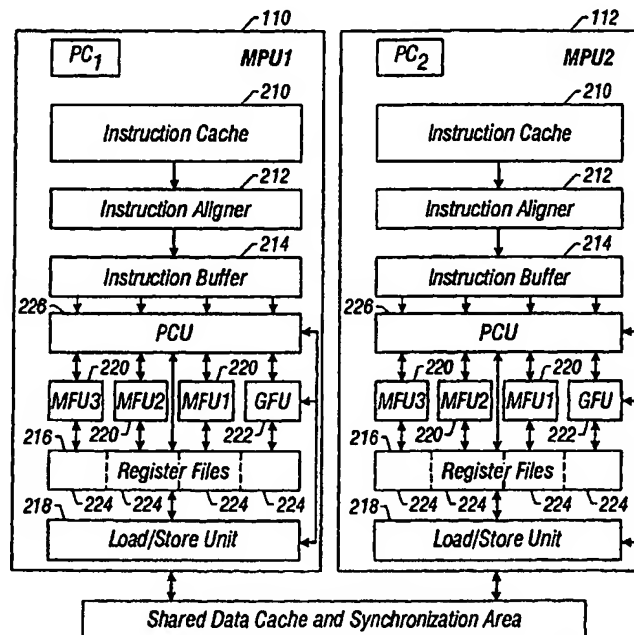 110
112
PC1
MPU1
PC2
MPU2
210
210
Instruction Cache
Instruction Cache
212
212
Instruction Aligner
Instruction Aligner
214
214
Instruction Buffer
Instruction Buffer
226
226
PCU
PCU
220
220
220
220
MFU3
MFU2
MFU1
GFU
MFU3
MFU2
MFU1
GFU
216
220
222
216
220
222
Register Files
Register Files
218
224
224
224
224
218
224
224
224
224
Load/Store Unit
Load/Store Unit
Shared Data Cache and Synchronization Area